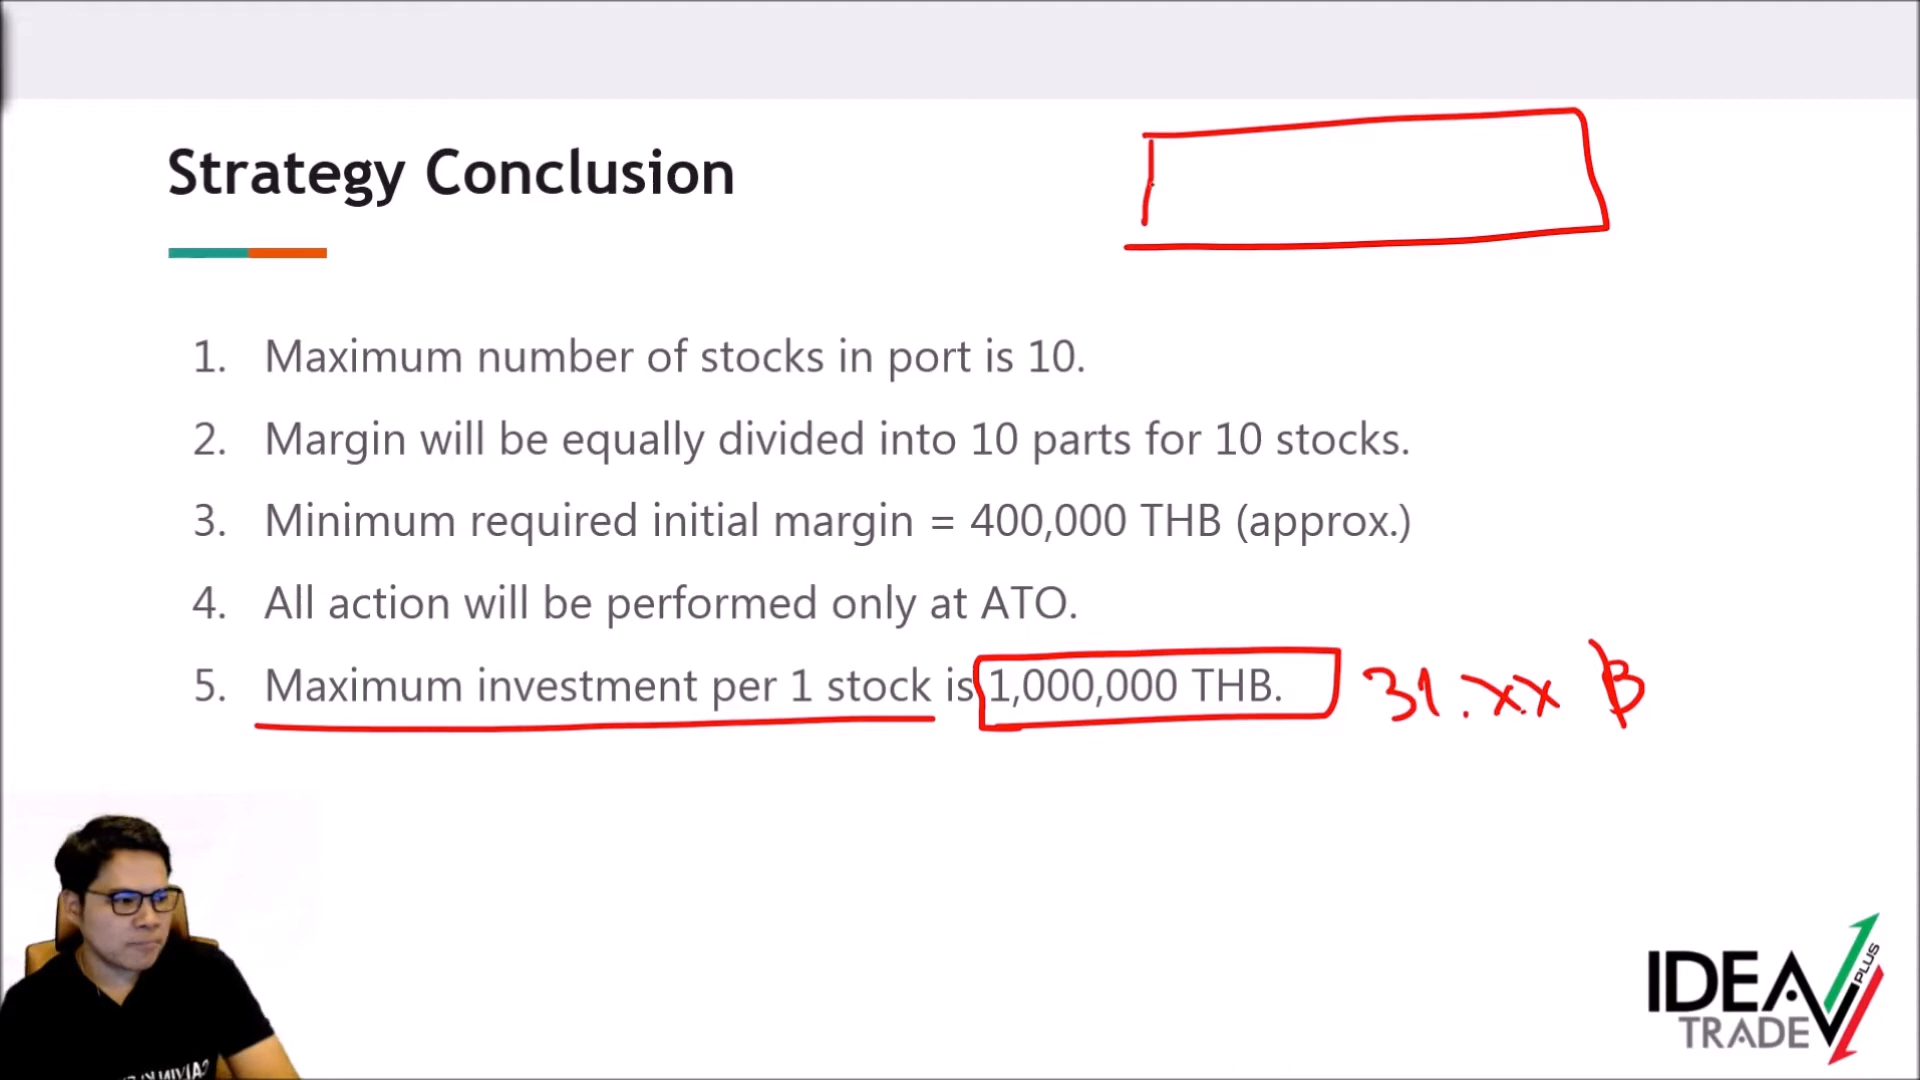 Strategy Conclusion
1. Maximum number of stocks in port is 10.
2. Margin will be equally divided into 10 parts for 10 stocks.
3. Minimum required initial margin = 400,000 THB (approx.)
4. All action will be performed only at ATO.
5. Maximum investment per 1 stock is 1,000,000 THB. 31.xx ฿
IDEA
TRADE
PLUS